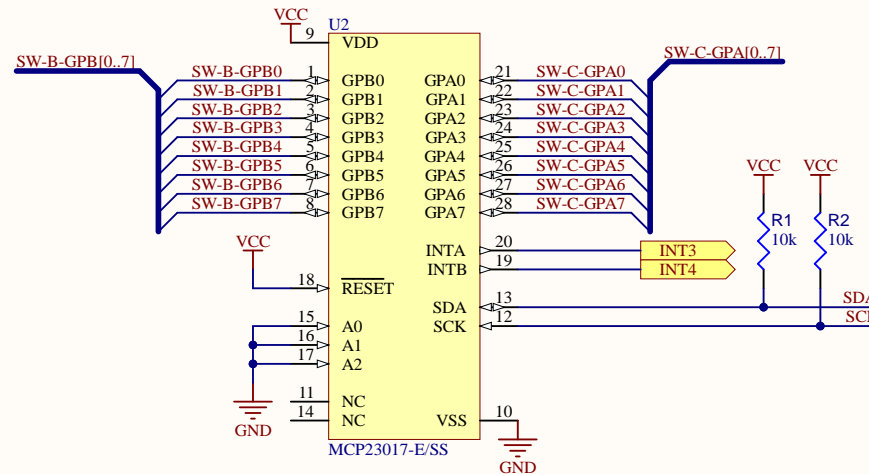 VCC
U2
9
VDD
SW-B-GPB[0..7]
SW-C-GPA[0..7]
SW-B-GPB0 1 GPB0 GPA0 21 SW-C-GPA0
SW-B-GPB1 2 GPB1 GPA1 22 SW-C-GPA1
SW-B-GPB2 3 GPB2 GPA2 23 SW-C-GPA2
SW-B-GPB3 4 GPB3 GPA3 24 SW-C-GPA3
SW-B-GPB4 5 GPB4 GPA4 25 SW-C-GPA4
SW-B-GPB5 6 GPB5 GPA5 26 SW-C-GPA5
SW-B-GPB6 7 GPB6 GPA6 27 SW-C-GPA6
SW-B-GPB7 8 GPB7 GPA7 28 SW-C-GPA7
VCC VCC
R1 R2
10k 10k
VCC
INTA 20 INT3
INTB 19 INT4
18 RESET
SDA 13
SCK 12
15 A0
16 A1
17 A2
GND
11 NC
14 NC
VSS 10
GND
MCP23017-E/SS